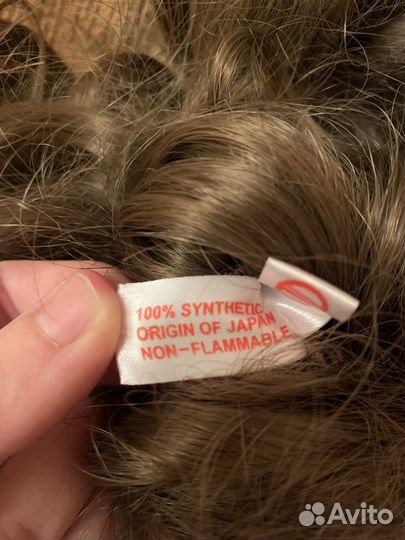 100% SYNTHETIC
ORIGIN OF JAPAN
NON-FLAMMABLE
Avito